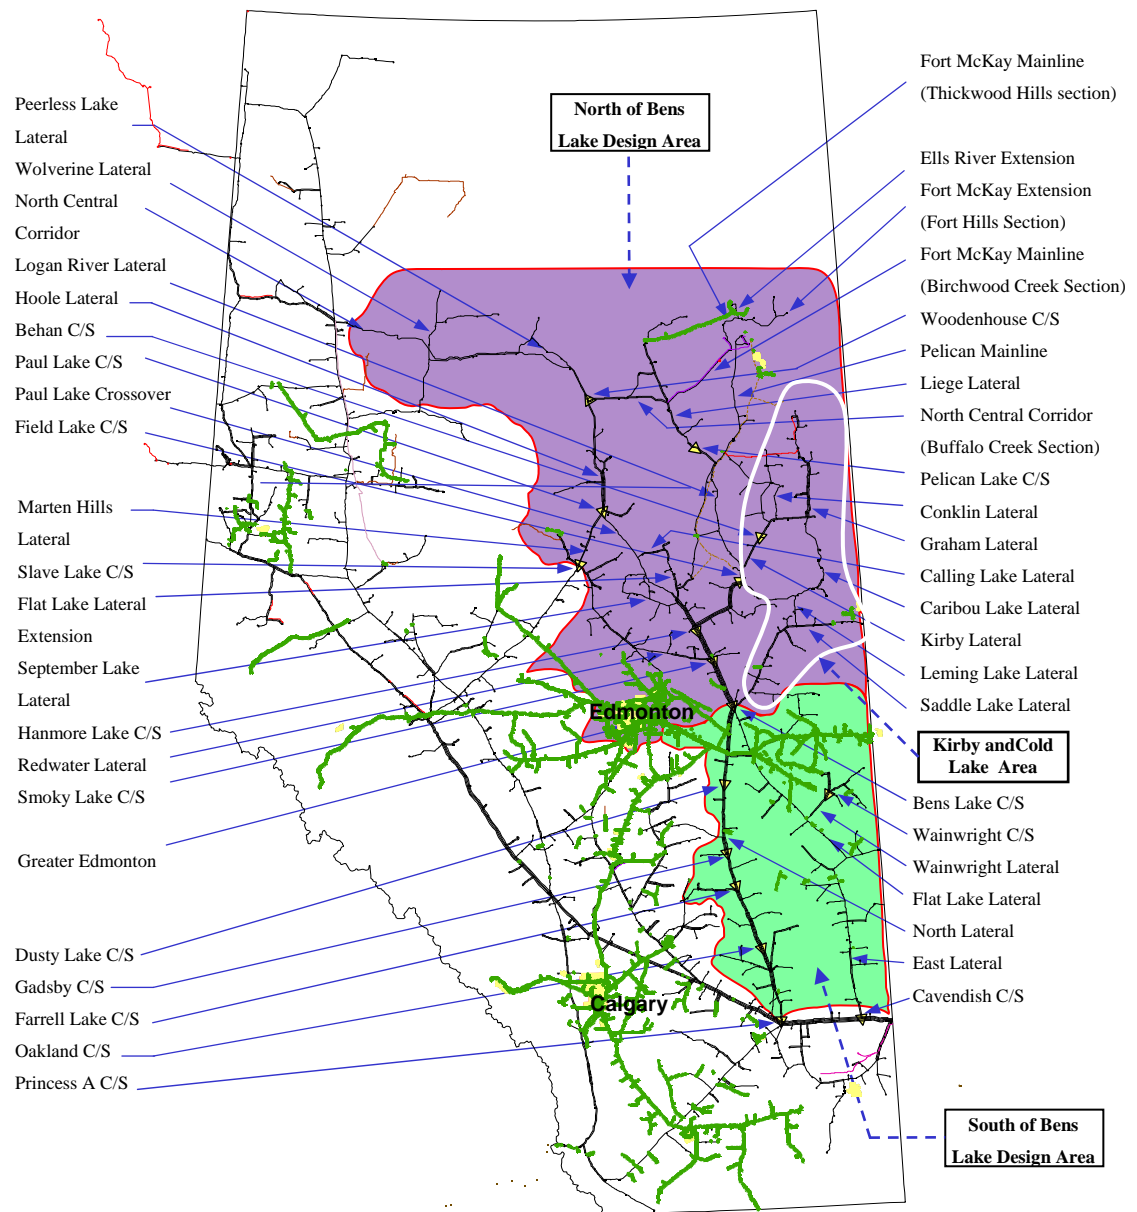 Peerless Lake
Lateral
Wolverine Lateral
North Central
Corridor
Logan River Lateral
Hoole Lateral
Behan C/S
Paul Lake C/S
Paul Lake Crossover
Field Lake C/S
Marten Hills
Lateral
Slave Lake C/S
Flat Lake Lateral
Extension
September Lake
Lateral
Hanmore Lake C/S
Redwater Lateral
Smoky Lake C/S
Greater Edmonton
Dusty Lake C/S
Gadsby C/S
Farrell Lake C/S
Oakland C/S
Princess A C/S
North of Bens
Lake Design Area
Edmonton
Calgary
Fort McKay Mainline
(Thickwood Hills section)
Ells River Extension
Fort McKay Extension
(Fort Hills Section)
Fort McKay Mainline
(Birchwood Creek Section)
Woodenhouse C/S
Pelican Mainline
Liege Lateral
North Central Corridor
(Buffalo Creek Section)
Pelican Lake C/S
Conklin Lateral
Graham Lateral
Calling Lake Lateral
Caribou Lake Lateral
Kirby Lateral
Leming Lake Lateral
Saddle Lake Lateral
Kirby andCold
Lake Area
Bens Lake C/S
Wainwright C/S
Wainwright Lateral
Flat Lake Lateral
North Lateral
East Lateral
Cavendish C/S
South of Bens
Lake Design Area